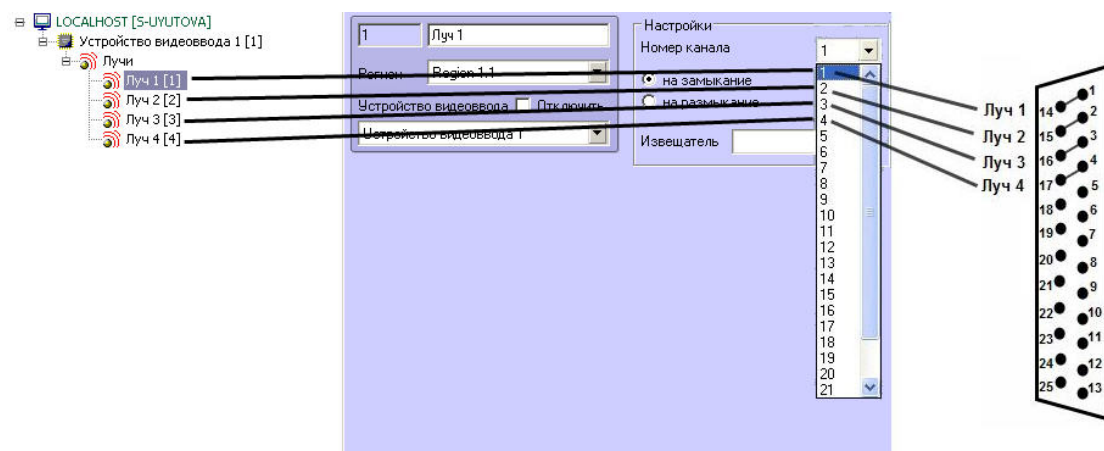 LOCALHOST [S-UYUTOVA]
Устройство видеоввода 1 [1]
Лучи
Луч 1 [1]
Луч 2 [2]
Луч 3 [3]
Луч 4 [4]
1
Луч 1
Регион
Region 1.1
Устройство видеоввода
Отключить
Устройство видеоввода 1
Настройки
Номер канала
1
на замыкание
на размыкание
Извещатель
1
2
3
4
5
6
7
8
9
10
11
12
13
14
15
16
17
18
19
20
21
Луч 1
Луч 2
Луч 3
Луч 4
1
14
2
15
3
16
4
17
5
18
6
19
7
20
8
21
9
22
10
23
11
24
12
25
13